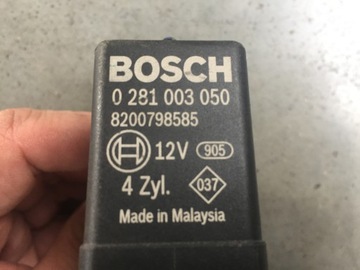 BOSCH
0 281 003 050
8200798585
12V 905
4 Zyl. 037
Made in Malaysia